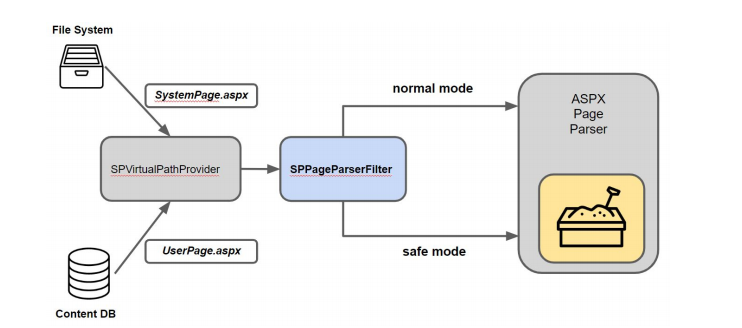 File System
SystemPage.aspx
normal mode
ASPX
Page
Parser
SPVirtualPathProvider
SPPageParserFilter
UserPage.aspx
safe mode
Content DB